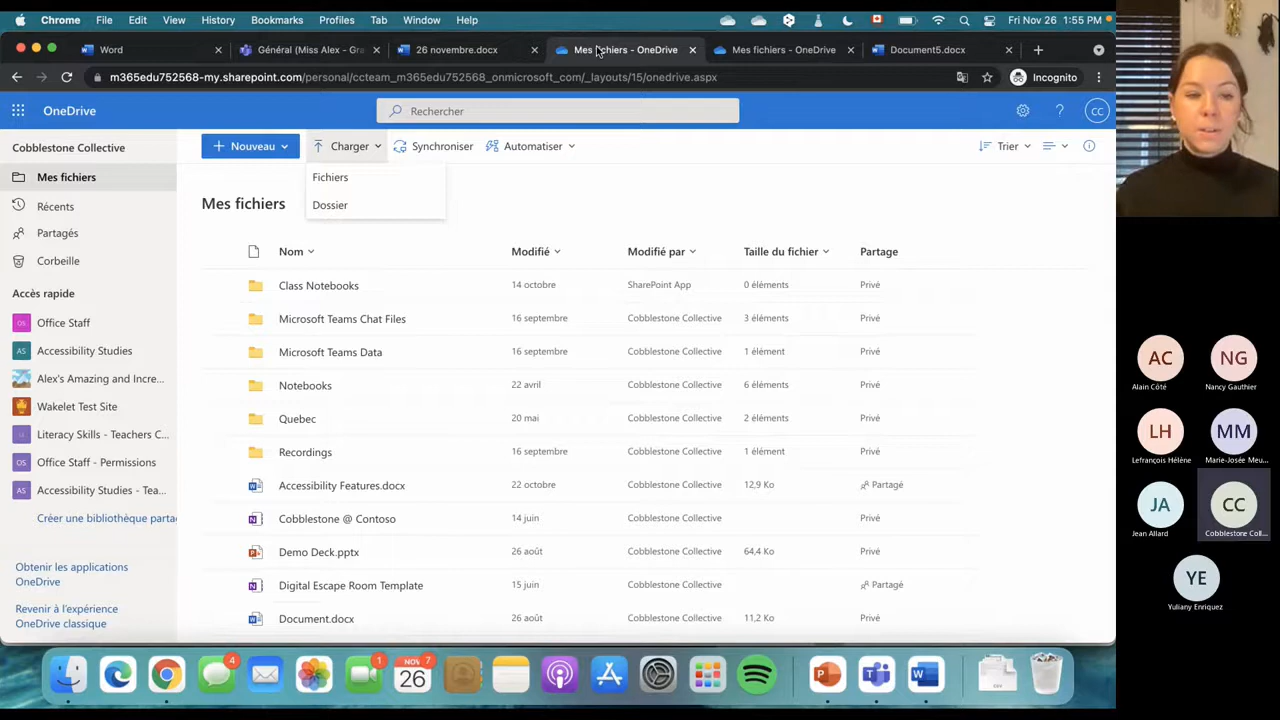 Chrome File Edit View History Bookmarks Profiles Tab Window Help Fri Nov 26 1:55 PM
Word Général (Miss Alex - Gra 26 novembre.docx Mes fichiers - OneDrive Mes fichiers - OneDrive Document5.docx
m365edu752568-my.sharepoint.com/personal/ccteam_m365edu752568_onmicrosoft_com/_layouts/15/onedrive.aspx Incognito
OneDrive Rechercher CC
Cobblestone Collective
Nouveau Charger Synchroniser Automatiser Trier
Mes fichiers
Récents
Partagés
Corbeille
Accès rapide
OS Office Staff
AS Accessibility Studies
Alex's Amazing and Incre...
Wakelet Test Site
Literacy Skills - Teachers C...
OS Office Staff - Permissions
AS Accessibility Studies - Tea...
Créer une bibliothèque parta
Obtenir les applications
OneDrive
Revenir à l'expérience
OneDrive classique
Fichiers
Dossier
Mes fichiers
Nom Modifié Modifié par Taille du fichier Partage
Class Notebooks 14 octobre SharePoint App 0 éléments Privé
Microsoft Teams Chat Files 16 septembre Cobblestone Collective 3 éléments Privé
Microsoft Teams Data 16 septembre Cobblestone Collective 1 élément Privé
Notebooks 22 avril Cobblestone Collective 6 éléments Privé
Quebec 20 mai Cobblestone Collective 2 éléments Privé
Recordings 16 septembre Cobblestone Collective 1 élément Privé
Accessibility Features.docx 22 octobre Cobblestone Collective 12,9 Ko Partagé
Cobblestone @ Contoso 14 juin Cobblestone Collective Privé
Demo Deck.pptx 26 août Cobblestone Collective 64,4 Ko Privé
Digital Escape Room Template 15 juin Cobblestone Collective Partagé
Document.docx 26 août Cobblestone Collective 11,2 Ko Privé
4
1
NOV 7
26
AC NG
Alain Côté Nancy Gauthier
LH MM
Lefrançois Hélène Marie-Josée Meu...
JA CC
Jean Allard Cobblestone Coll...
YE
Yuliany Enriquez